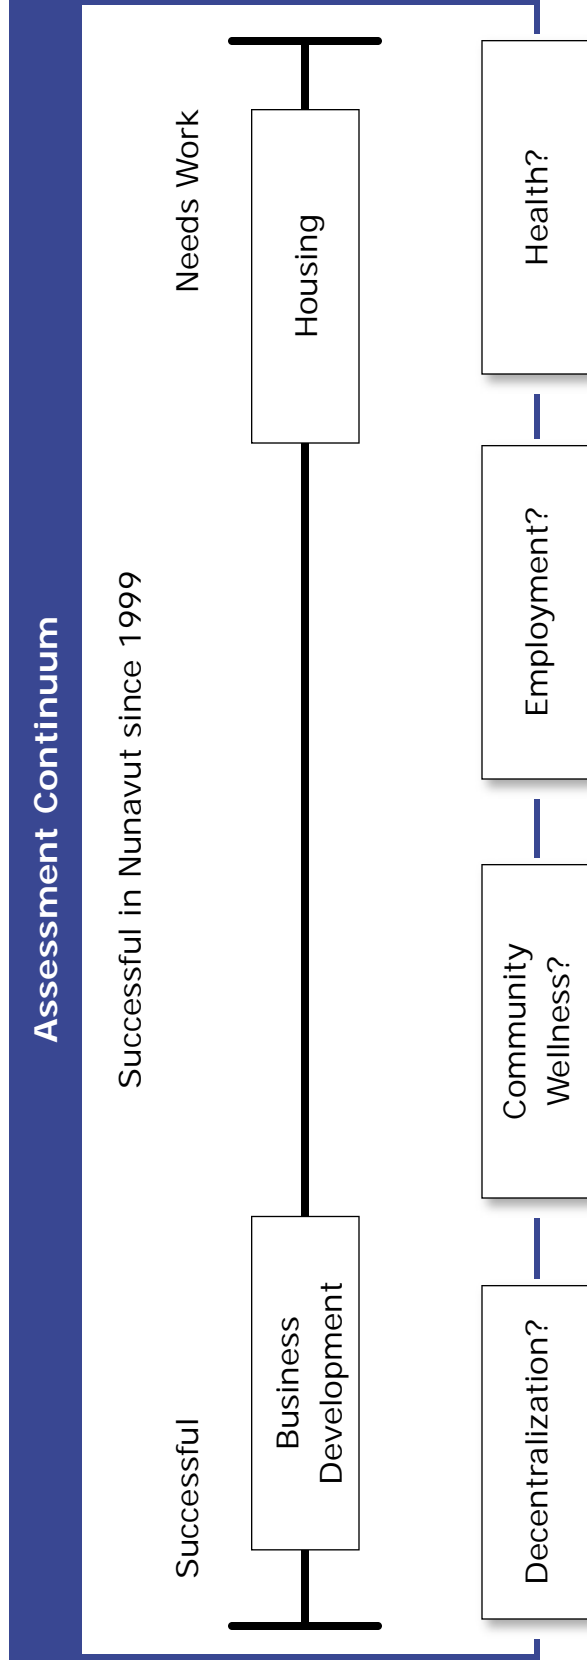 Assessment Continuum
Successful in Nunavut since 1999
Successful
Needs Work
Business
Development
Housing
Decentralization?
Community
Wellness?
Employment?
Health?